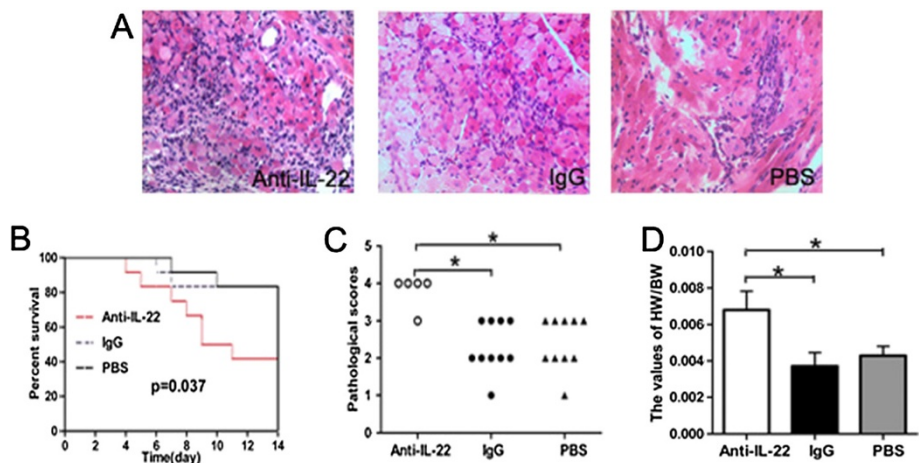 A
Anti-IL-22
IgG
PBS
B
Percent survival
100
80
60
40
20
0
Anti-IL-22
IgG
PBS
p=0.037
0 2 4 6 8 10 12 14
Time(day)
C
Pathological scores
5
4
3
2
1
0
*
*
Anti-IL-22 IgG PBS
D
The values of HW/BW
0.010
0.008
0.006
0.004
0.002
0.000
*
*
Anti-IL-22 IgG PBS